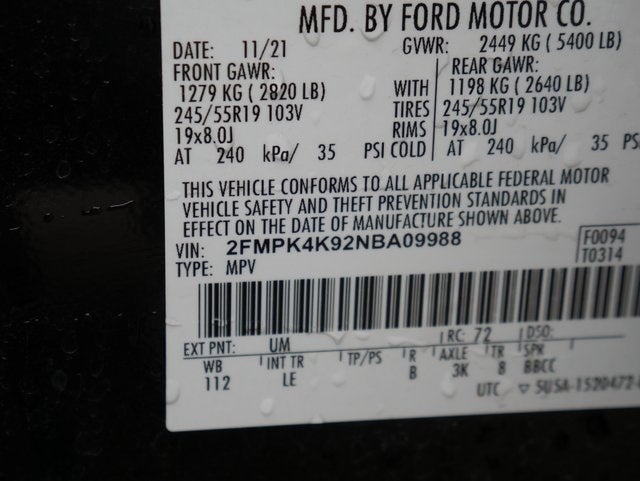 MFD. BY FORD MOTOR CO.
DATE: 11/21 GVWR: 2449 KG (5400 LB)
FRONT GAWR: REAR GAWR:
1279 KG (2820 LB) WITH 1198 KG (2640 LB)
245/55R19 103V TIRES 245/55R19 103V
19x8.0J RIMS 19x8.0J
AT 240 kPa/ 35 PSI COLD AT 240 kPa/ 35 PS
THIS VEHICLE CONFORMS TO ALL APPLICABLE FEDERAL MOTOR
VEHICLE SAFETY AND THEFT PREVENTION STANDARDS IN
EFFECT ON THE DATE OF MANUFACTURE SHOWN ABOVE.
VIN: 2FMPK4K92NBA09988 F0094
TYPE: MPV T0314
EXT PNT: UM RC: 72 DSO:
WB INT TR TP/PS R AXLE TR SPR
112 LE B 3K 8 BBCC
UTC SU5A-1520472-